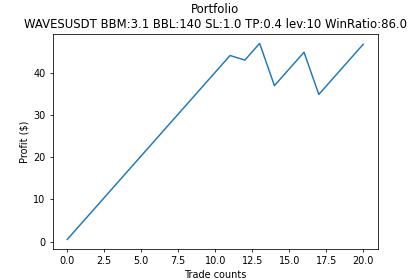 Portfolio
WAVESUSDT BBM:3.1 BBL:140 SL:1.0 TP:0.4 lev:10 WinRatio:86.0
Profit ($)
40
30
20
10
0
0.0 2.5 5.0 7.5 10.0 12.5 15.0 17.5 20.0
Trade counts